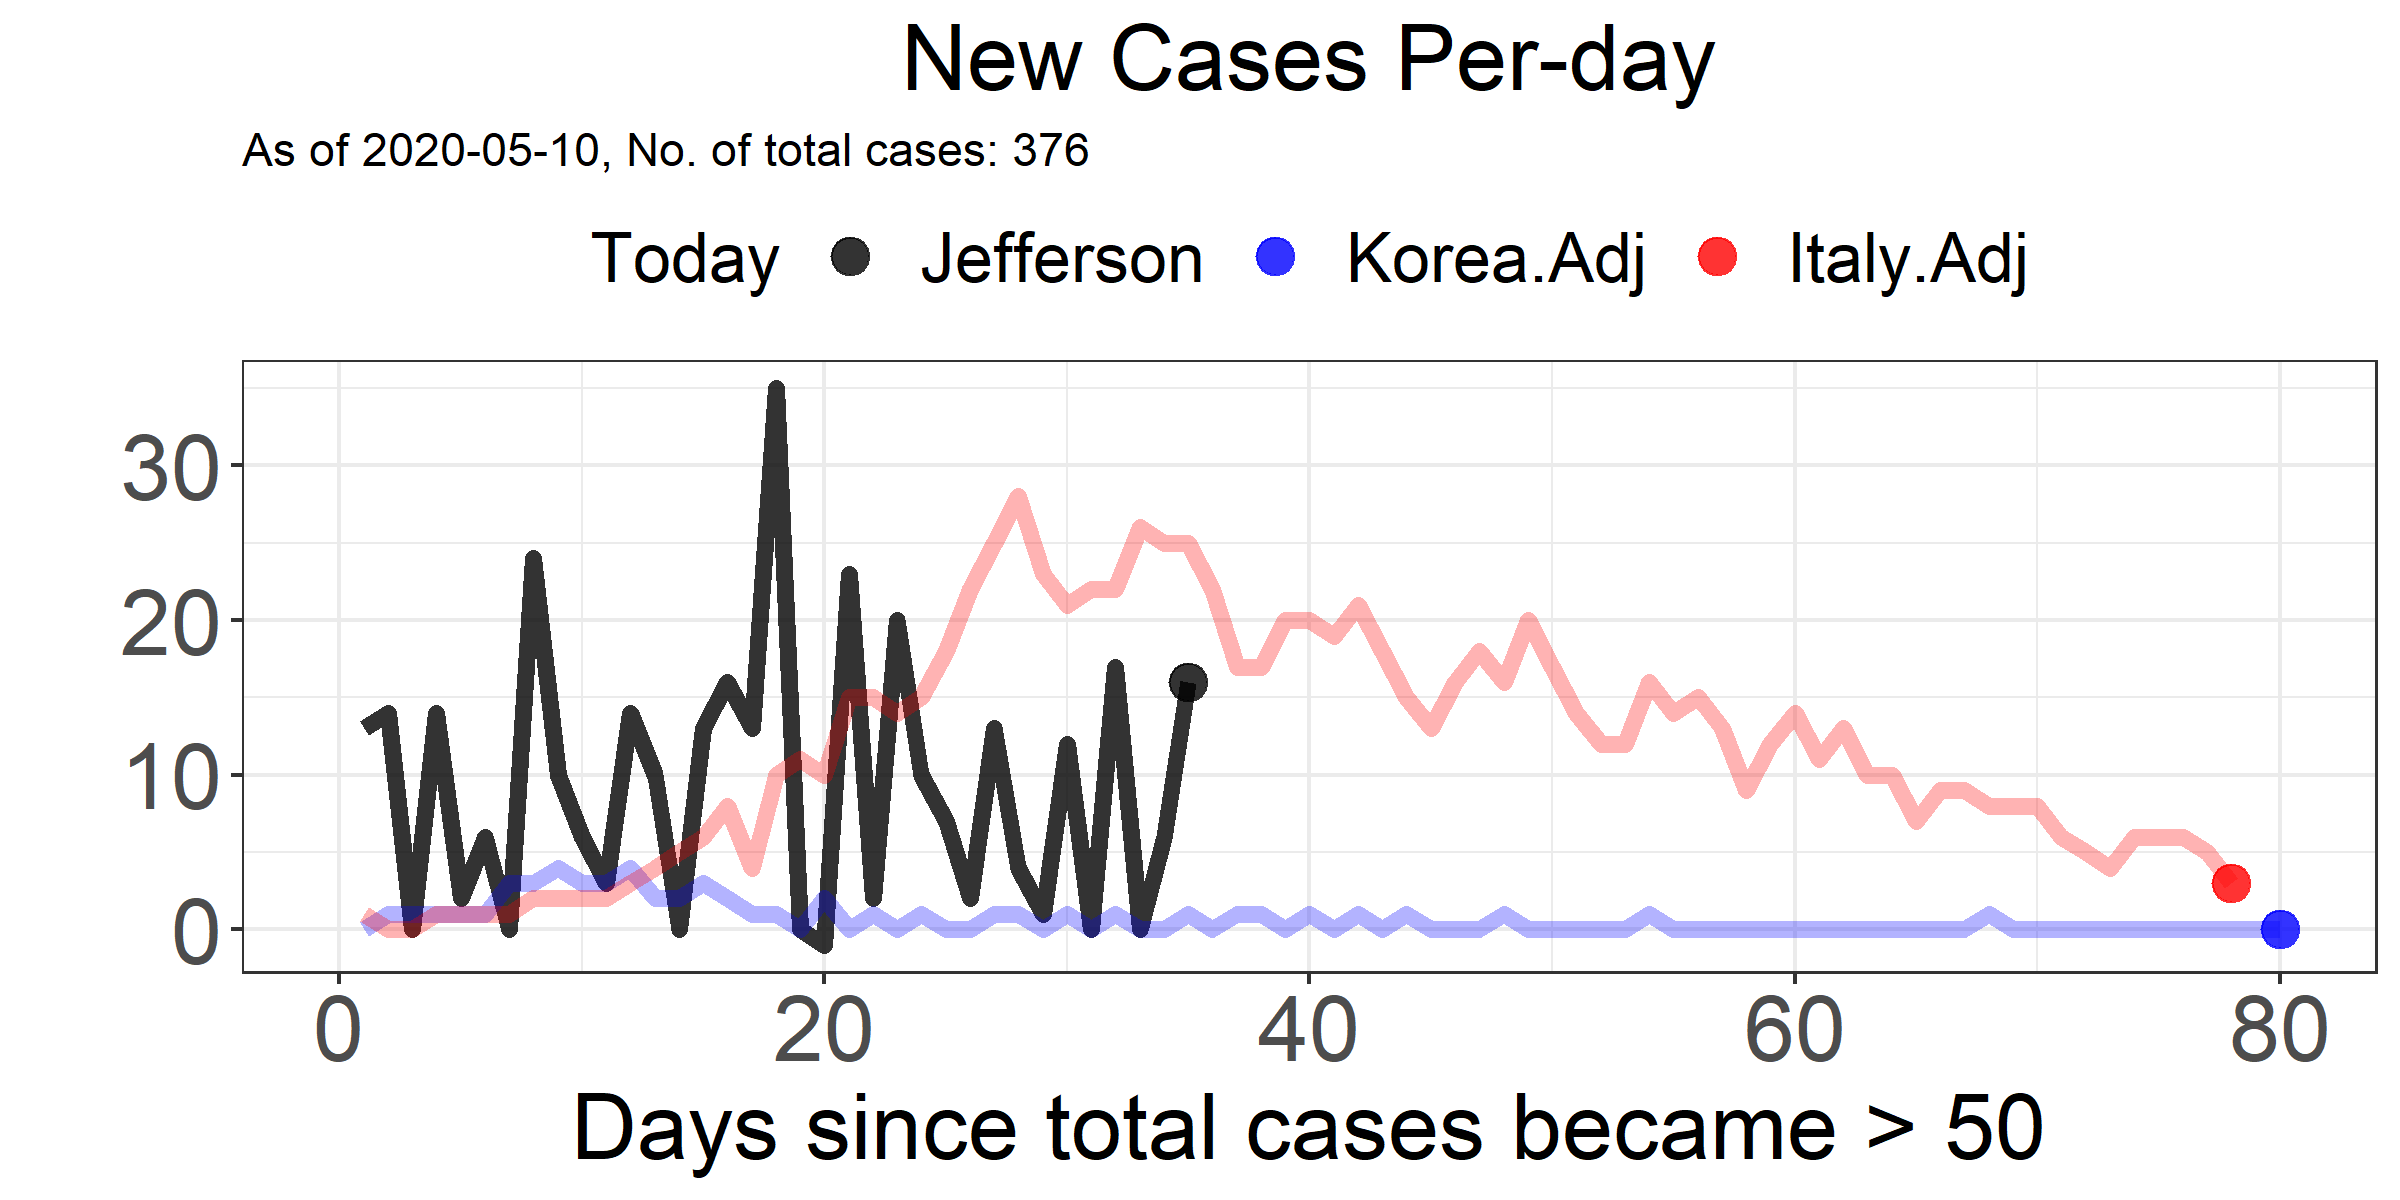 New Cases Per-day
As of 2020-05-10, No. of total cases: 376
Today Jefferson Korea.Adj Italy.Adj
30
20
10
0
0 20 40 60 80
Days since total cases became > 50